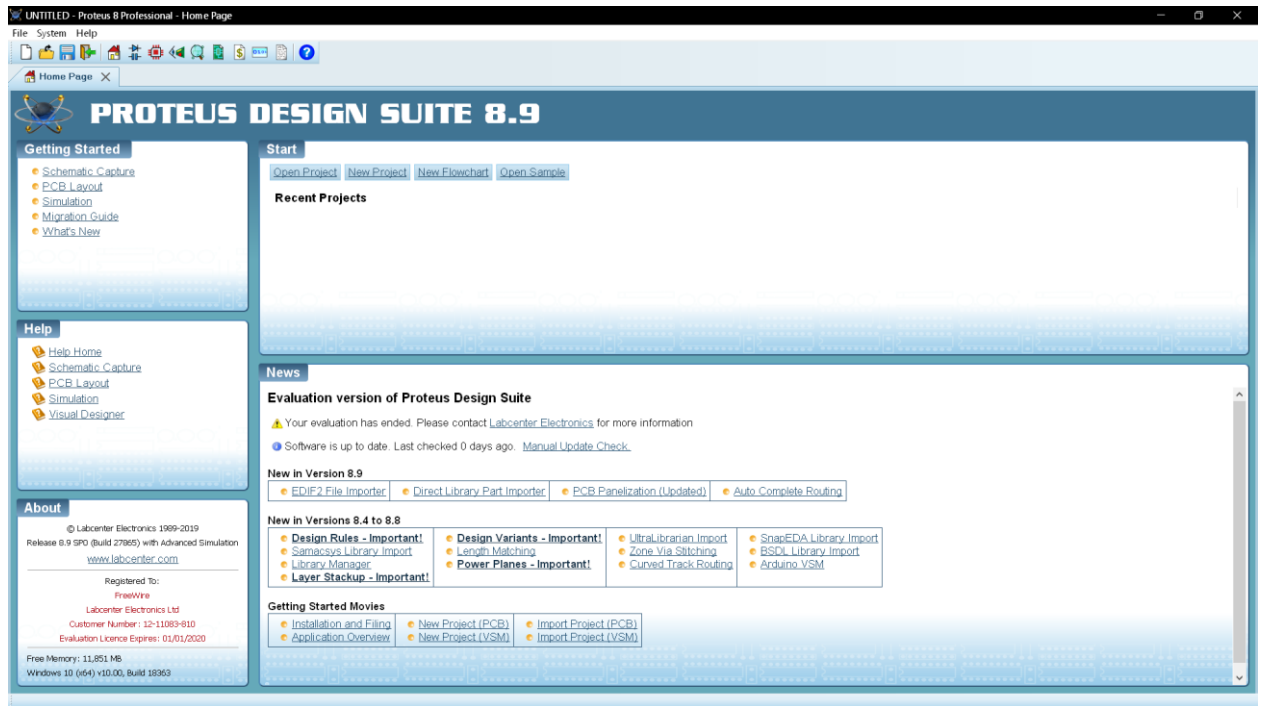 UNTITLED - Proteus 8 Professional - Home Page
File System Help
Home Page
PROTEUS DESIGN SUITE 8.9
Getting Started
Schematic Capture
PCB Layout
Simulation
Migration Guide
What's New
Start
Open Project New Project New Flowchart Open Sample
Recent Projects
Help
Help Home
Schematic Capture
PCB Layout
Simulation
Visual Designer
News
Evaluation version of Proteus Design Suite
Your evaluation has ended. Please contact Labcenter Electronics for more information
Software is up to date. Last checked 0 days ago. Manual Update Check.
New in Version 8.9
EDIF2 File Importer Direct Library Part Importer PCB Panelization (Updated) Auto Complete Routing
New in Versions 8.4 to 8.8
Design Rules - Important! Design Variants - Important! UltraLibrarian Import SnapEDA Library Import
Samacsys Library Import Length Matching Zone Via Stitching BSDL Library Import
Library Manager Power Planes - Important! Curved Track Routing Arduino VSM
Layer Stackup - Important!
Getting Started Movies
Installation and Filing New Project (PCB) Import Project (PCB)
Application Overview New Project (VSM) Import Project (VSM)
About
© Labcenter Electronics 1989-2019
Release 8.9 SP0 (Build 27865) with Advanced Simulation
www.labcenter.com
Registered To:
FreeWire
Labcenter Electronics Ltd
Customer Number: 12-11083-810
Evaluation Licence Expires: 01/01/2020
Free Memory: 11,851 MB
Windows 10 (x64) v10.00, Build 18363